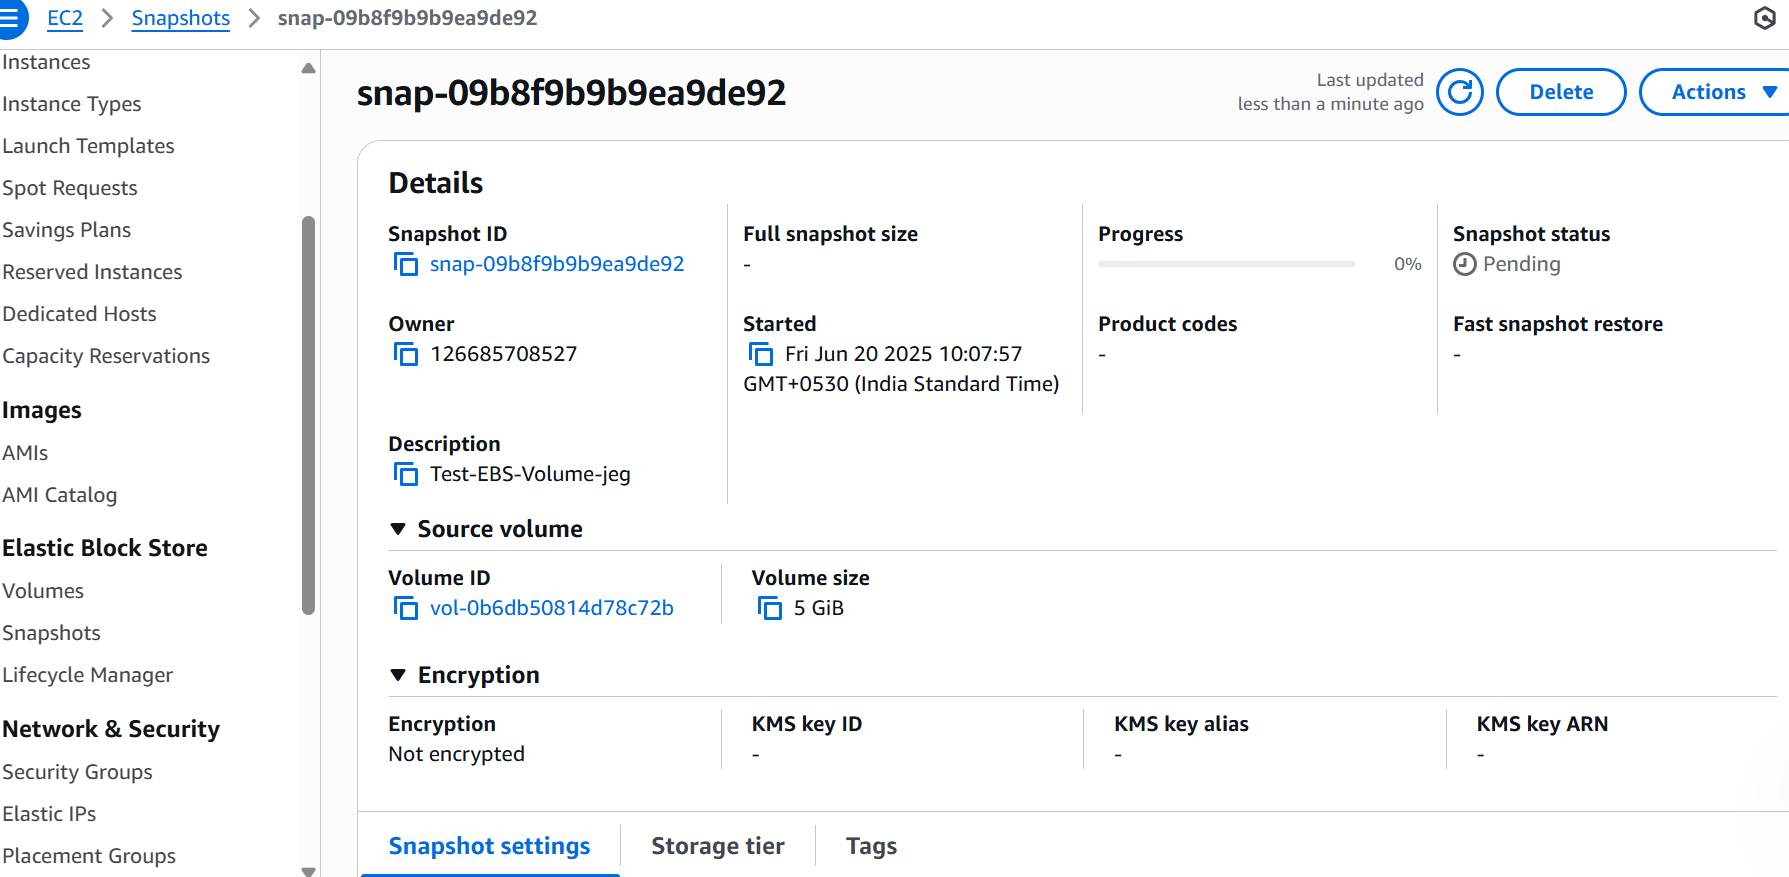 EC2 > Snapshots > snap-09b8f9b9b9ea9de92
Instances
Instance Types
Launch Templates
Spot Requests
Savings Plans
Reserved Instances
Dedicated Hosts
Capacity Reservations
Images
AMIs
AMI Catalog
Elastic Block Store
Volumes
Snapshots
Lifecycle Manager
Network & Security
Security Groups
Elastic IPs
Placement Groups
snap-09b8f9b9b9ea9de92
Last updated
less than a minute ago
Delete
Actions
Details
Snapshot ID
snap-09b8f9b9b9ea9de92
Full snapshot size
-
Progress
0%
Snapshot status
Pending
Owner
126685708527
Started
Fri Jun 20 2025 10:07:57
GMT+0530 (India Standard Time)
Product codes
-
Fast snapshot restore
-
Description
Test-EBS-Volume-jeg
Source volume
Volume ID
vol-0b6db50814d78c72b
Volume size
5 GiB
Encryption
Encryption
Not encrypted
KMS key ID
-
KMS key alias
-
KMS key ARN
-
Snapshot settings
Storage tier
Tags